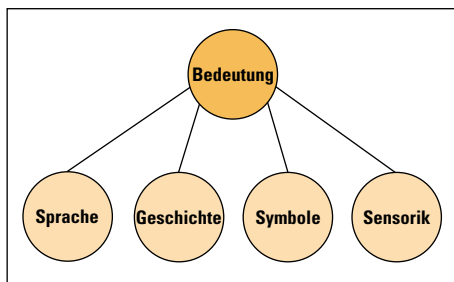 Bedeutung
Sprache
Geschichte
Symbole
Sensorik